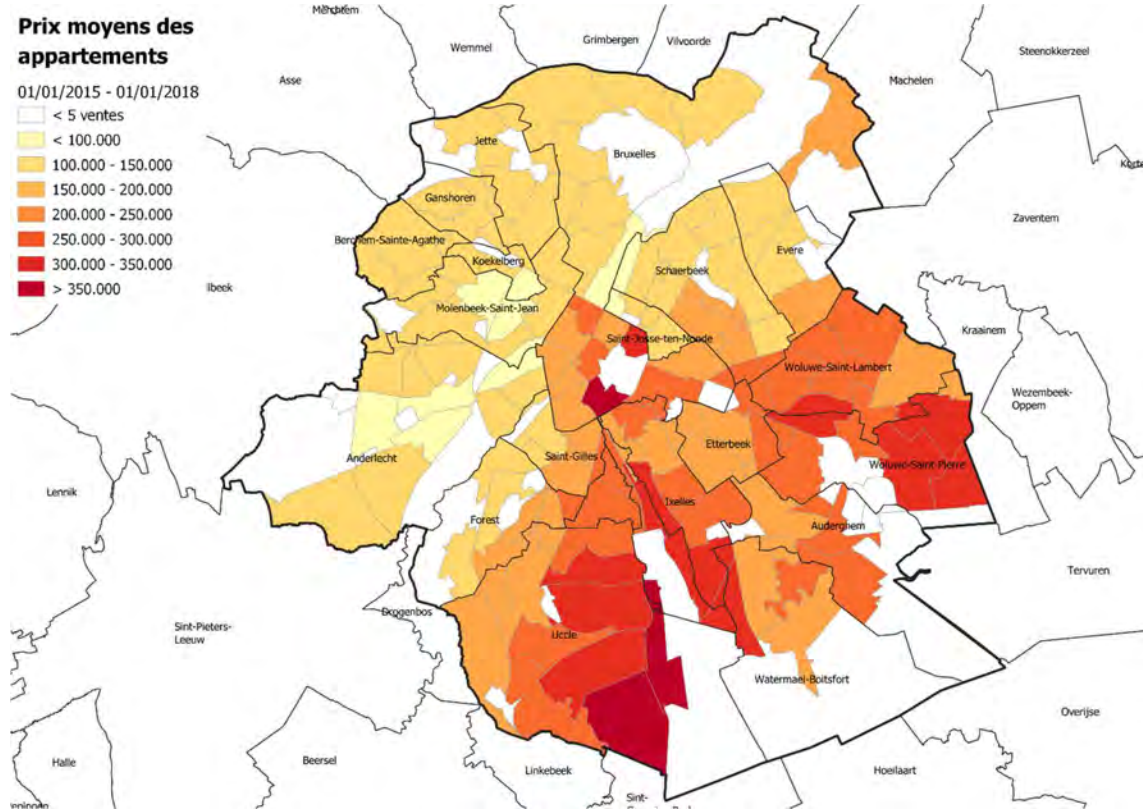 Prix moyens des
appartements
01/01/2015 - 01/01/2018
< 5 ventes
< 100.000
100.000 - 150.000
150.000 - 200.000
200.000 - 250.000
250.000 - 300.000
300.000 - 350.000
> 350.000
Merchtem
Wemmel
Grimbergen
Vilvoorde
Steenokkerzeel
Asse
Machelen
Jette
Bruxelles
Ganshoren
Zaventem
Berchem-Sainte-Agathe
Koekelberg
Evere
Schaerbeek
Molenbeek-Saint-Jean
Kraainem
Saint-Josse-ten-Noode
Woluwe-Saint-Lambert
Wezembeek-
Oppem
Etterbeek
Anderlecht
Saint-Gilles
Woluwe-Saint-Pierre
Lennik
Ixelles
Forest
Auderghem
Tervuren
Drogenbos
Sint-Pieters-
Leeuw
Uccle
Watermael-Boitsfort
Overijse
Halle
Beersel
Linkebeek
Hoeilaart
Sint-